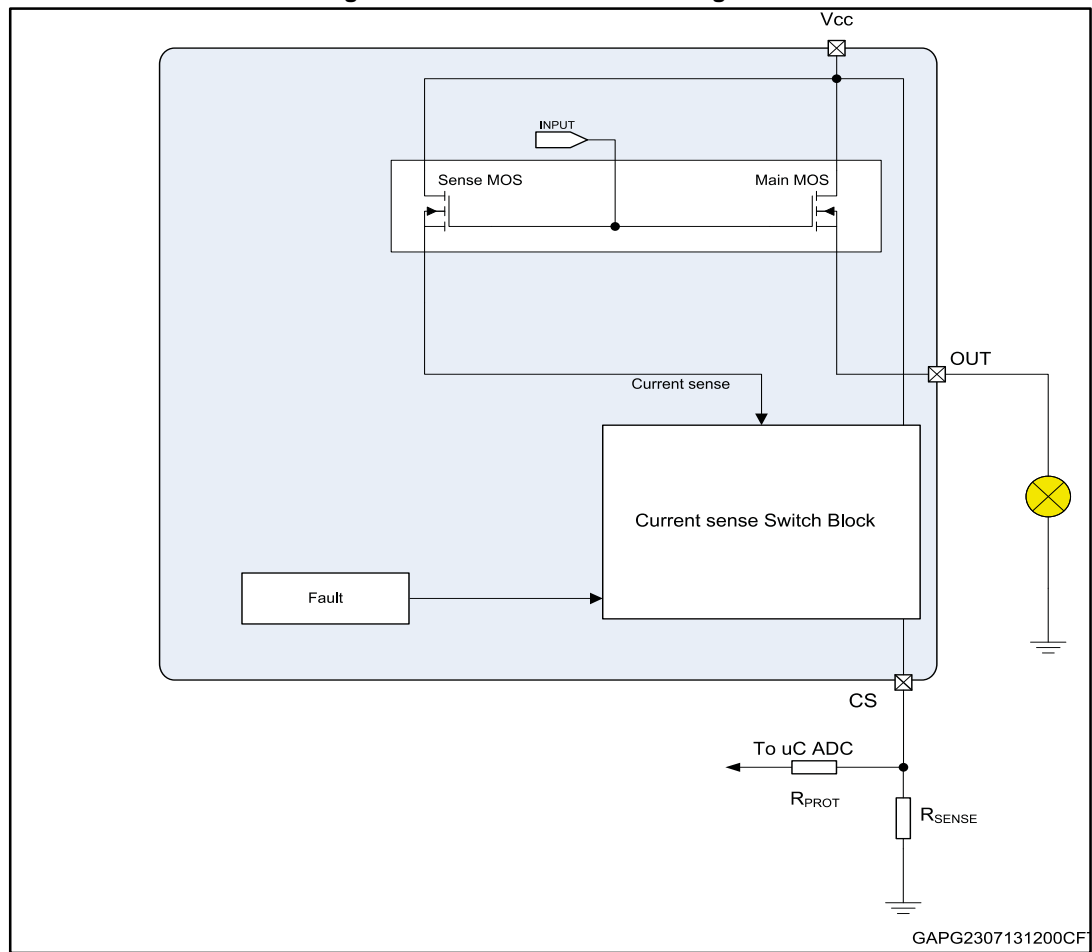 Vcc
INPUT
Sense MOS
Main MOS
OUT
Current sense
Current sense Switch Block
Fault
CS
To uC ADC
RPROT
RSENSE